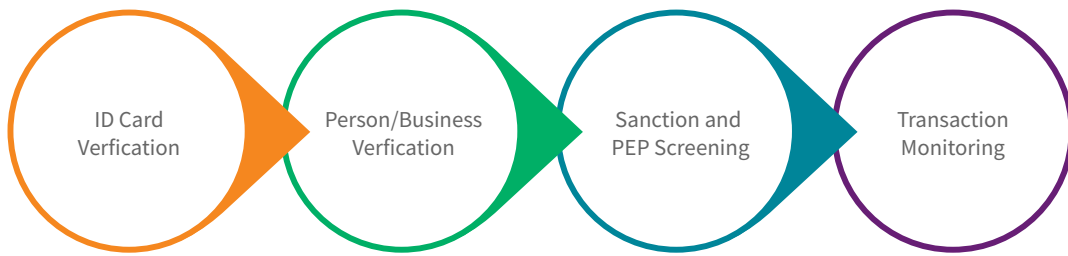 ID Card
Verfication
Person/Business
Verfication
Sanction and
PEP Screening
Transaction
Monitoring